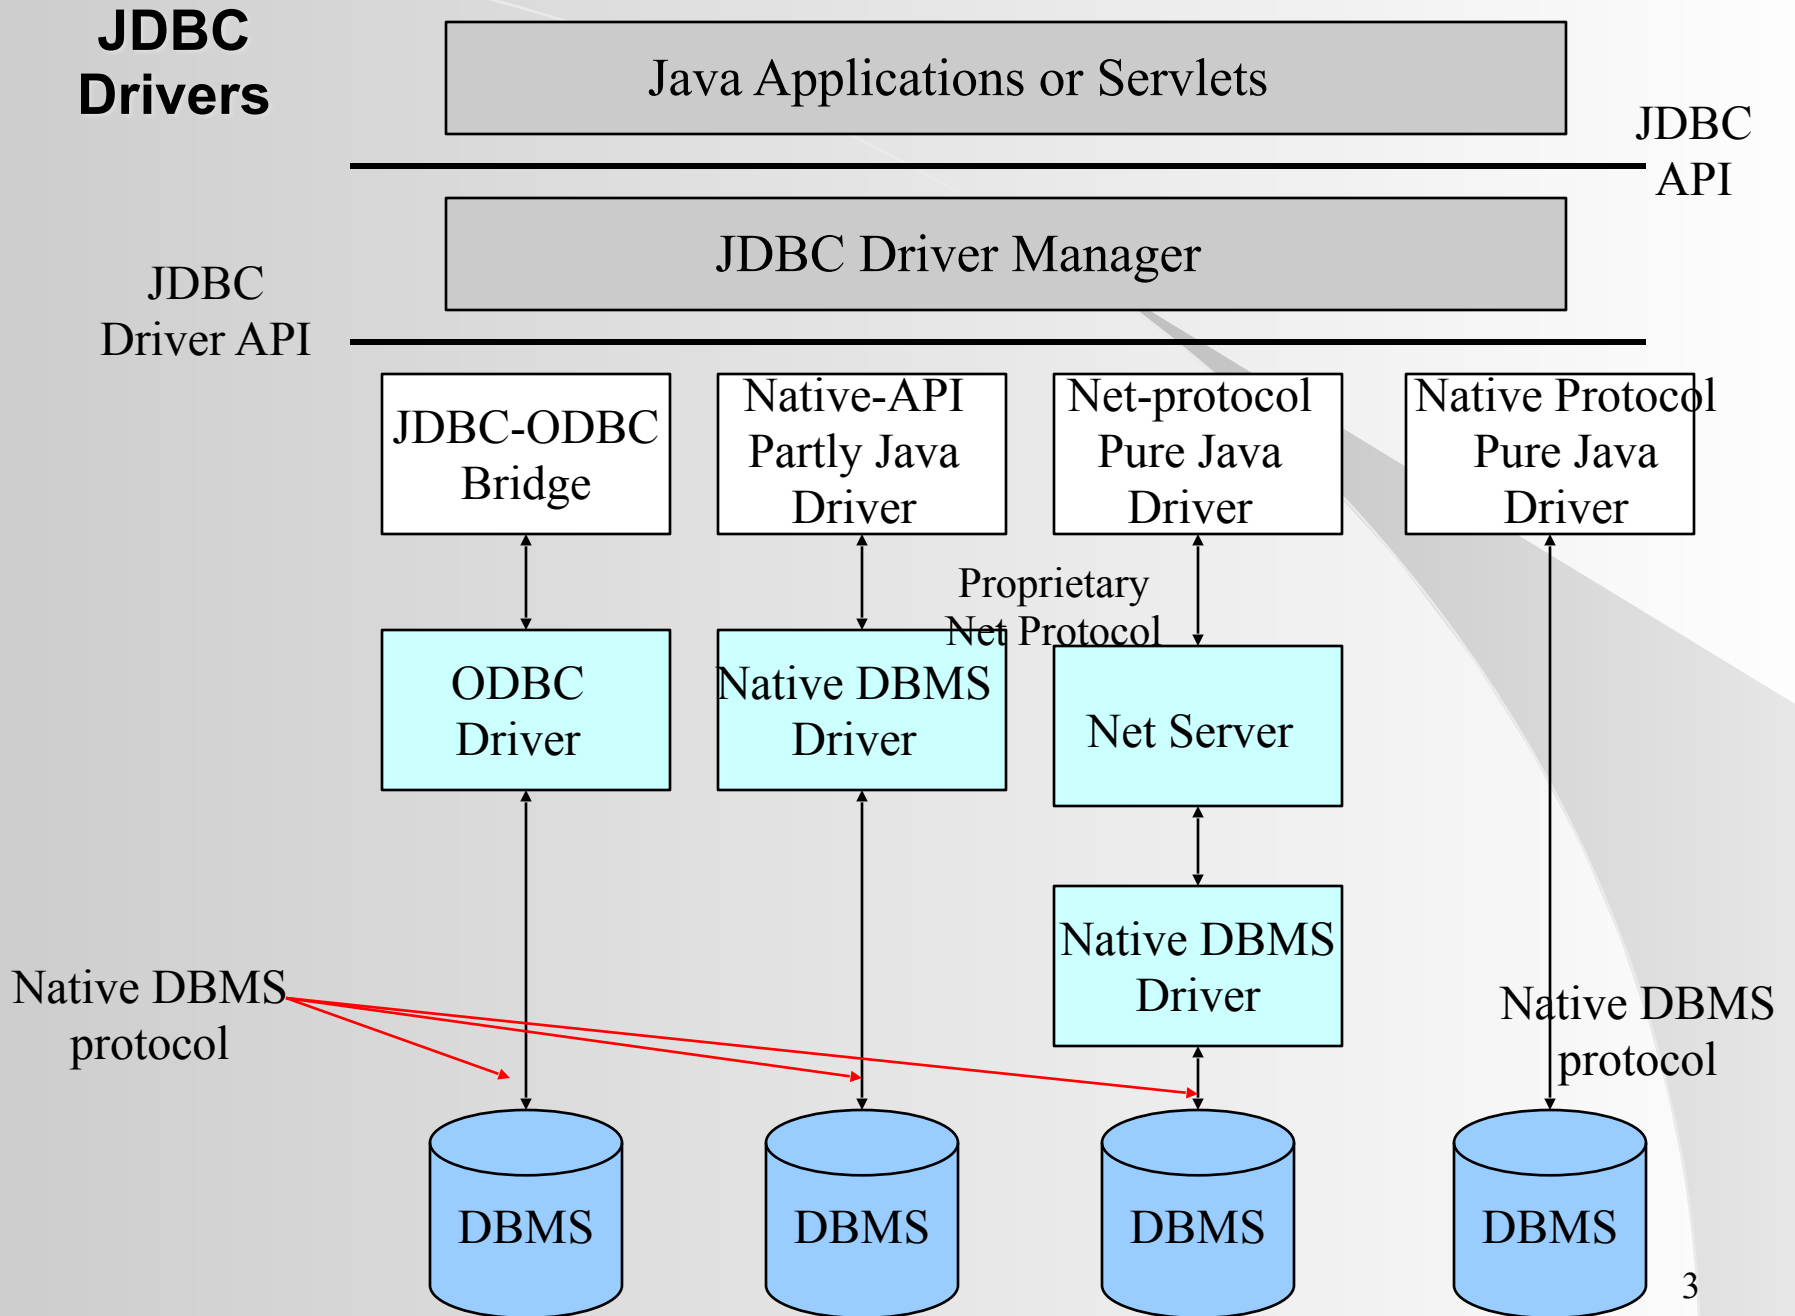 JDBC
Drivers
Java Applications or Servlets
JDBC
API
JDBC Driver Manager
JDBC
Driver API
JDBC-ODBC
Bridge
Native-API
Partly Java
Driver
Net-protocol
Pure Java
Driver
Native Protocol
Pure Java
Driver
Proprietary
Net Protocol
ODBC
Driver
Native DBMS
Driver
Net Server
Native DBMS
Driver
Native DBMS
protocol
Native DBMS
protocol
DBMS
DBMS
DBMS
DBMS
3